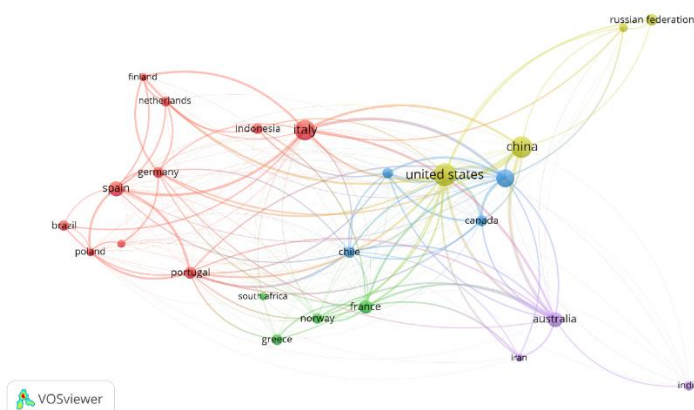 russian federation
finland
netherlands
indonesia
italy
china
germany
united states
spain
canada
brazil
poland
chile
portugal
south africa
france
norway
australia
greece
iran
indi
VOSviewer